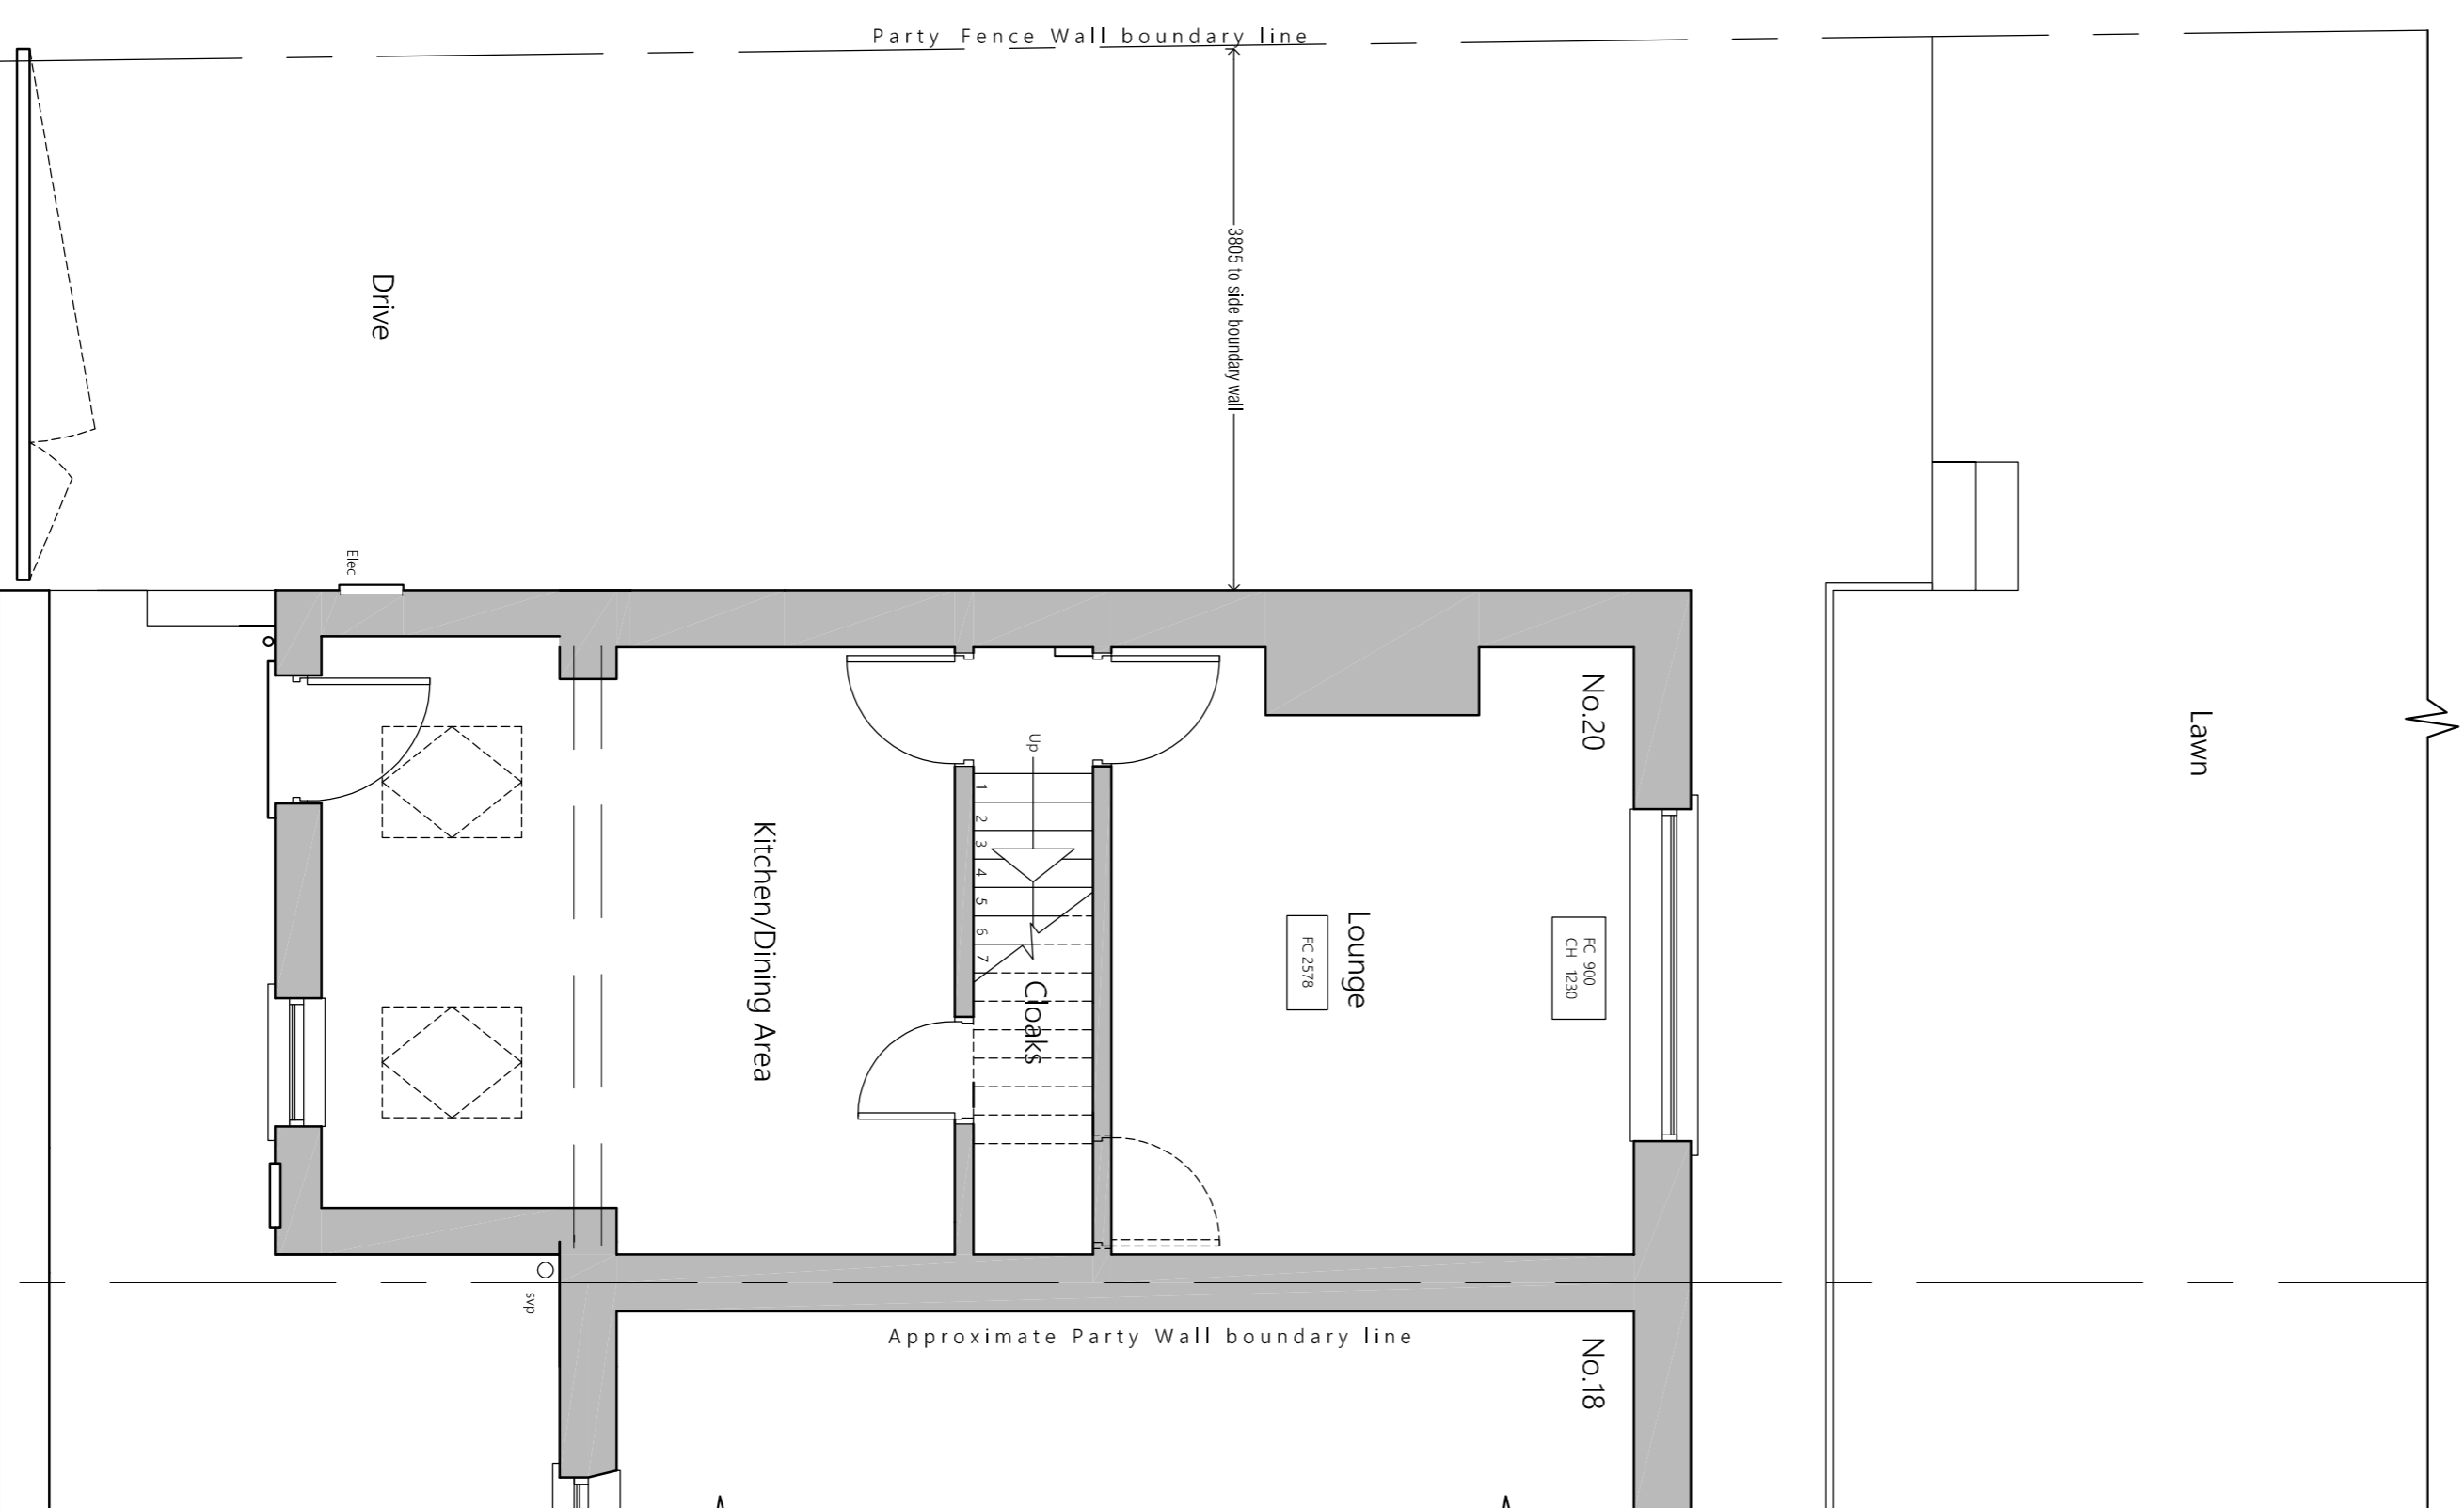 Party Fence Wall boundary line
3805 to side boundary wall
Drive
Elec
Lawn
No.20
Up
1
2
3
4
5
6
7
Kitchen/Dining Area
Cloaks
Lounge
FC 2578
FC 900
CH 1230
svp
Approximate Party Wall boundary line
No.18